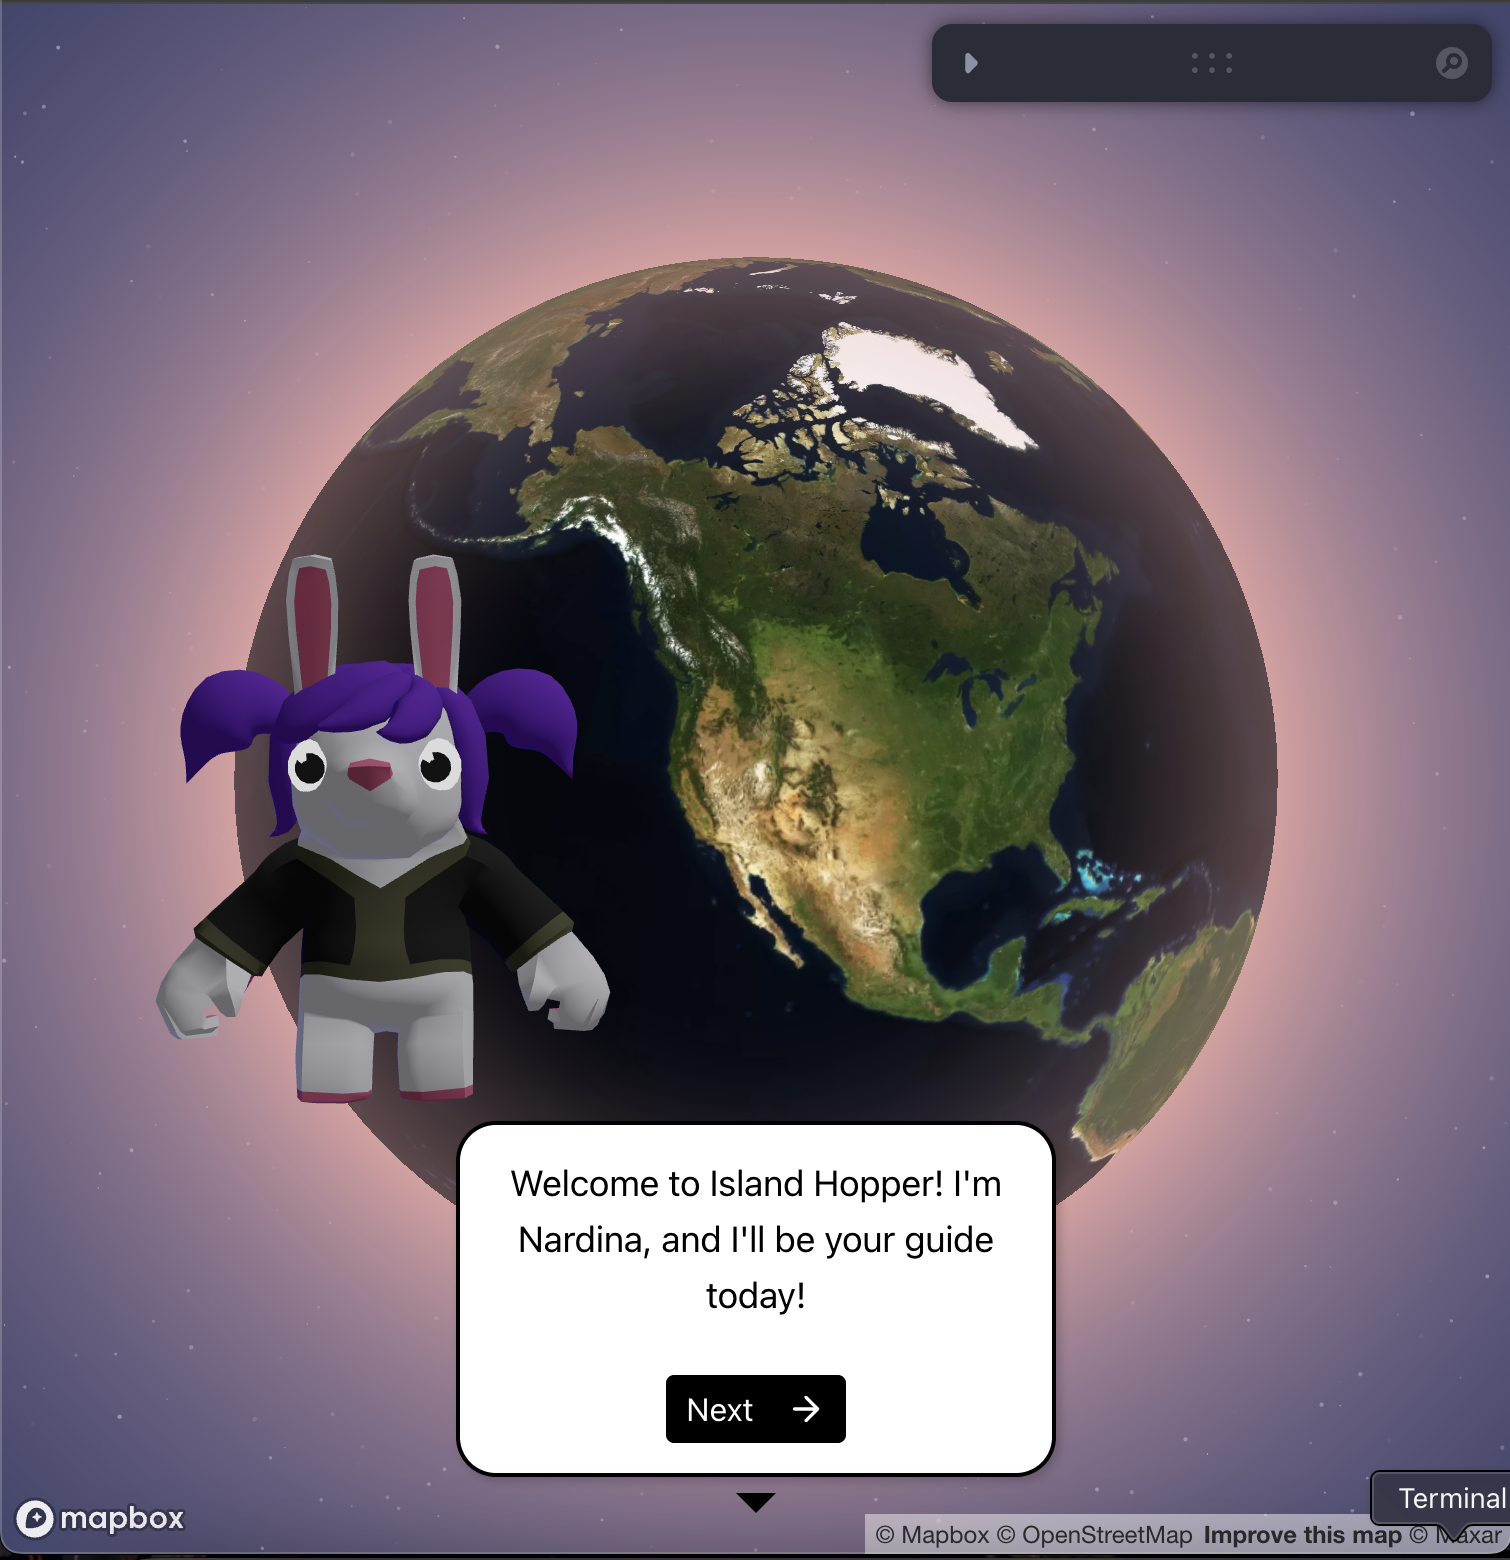 Welcome to Island Hopper! I'm
Nardina, and I'll be your guide
today!
Next
Terminal
mapbox
© Mapbox © OpenStreetMap Improve this map © Maxar